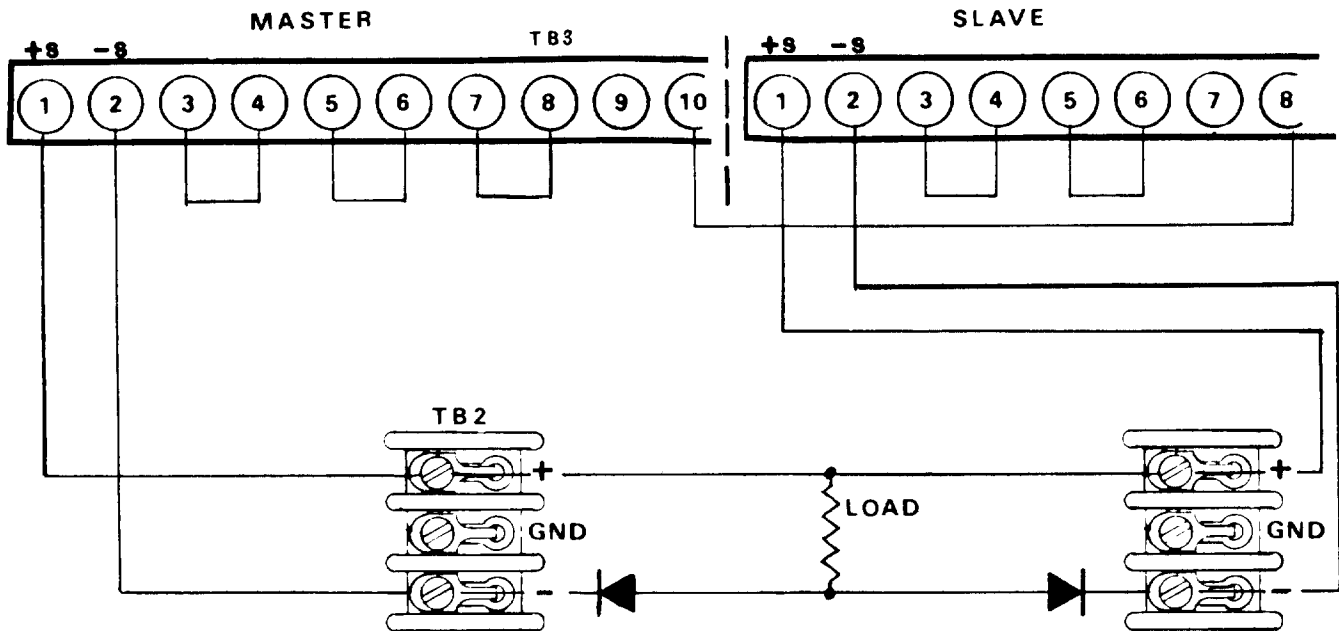 MASTER
SLAVE
+S -S TB3
+S -S
1 2 3 4 5 6 7 8 9 10
1 2 3 4 5 6 7 8
TB2
+
+
LOAD
GND
GND
-
-